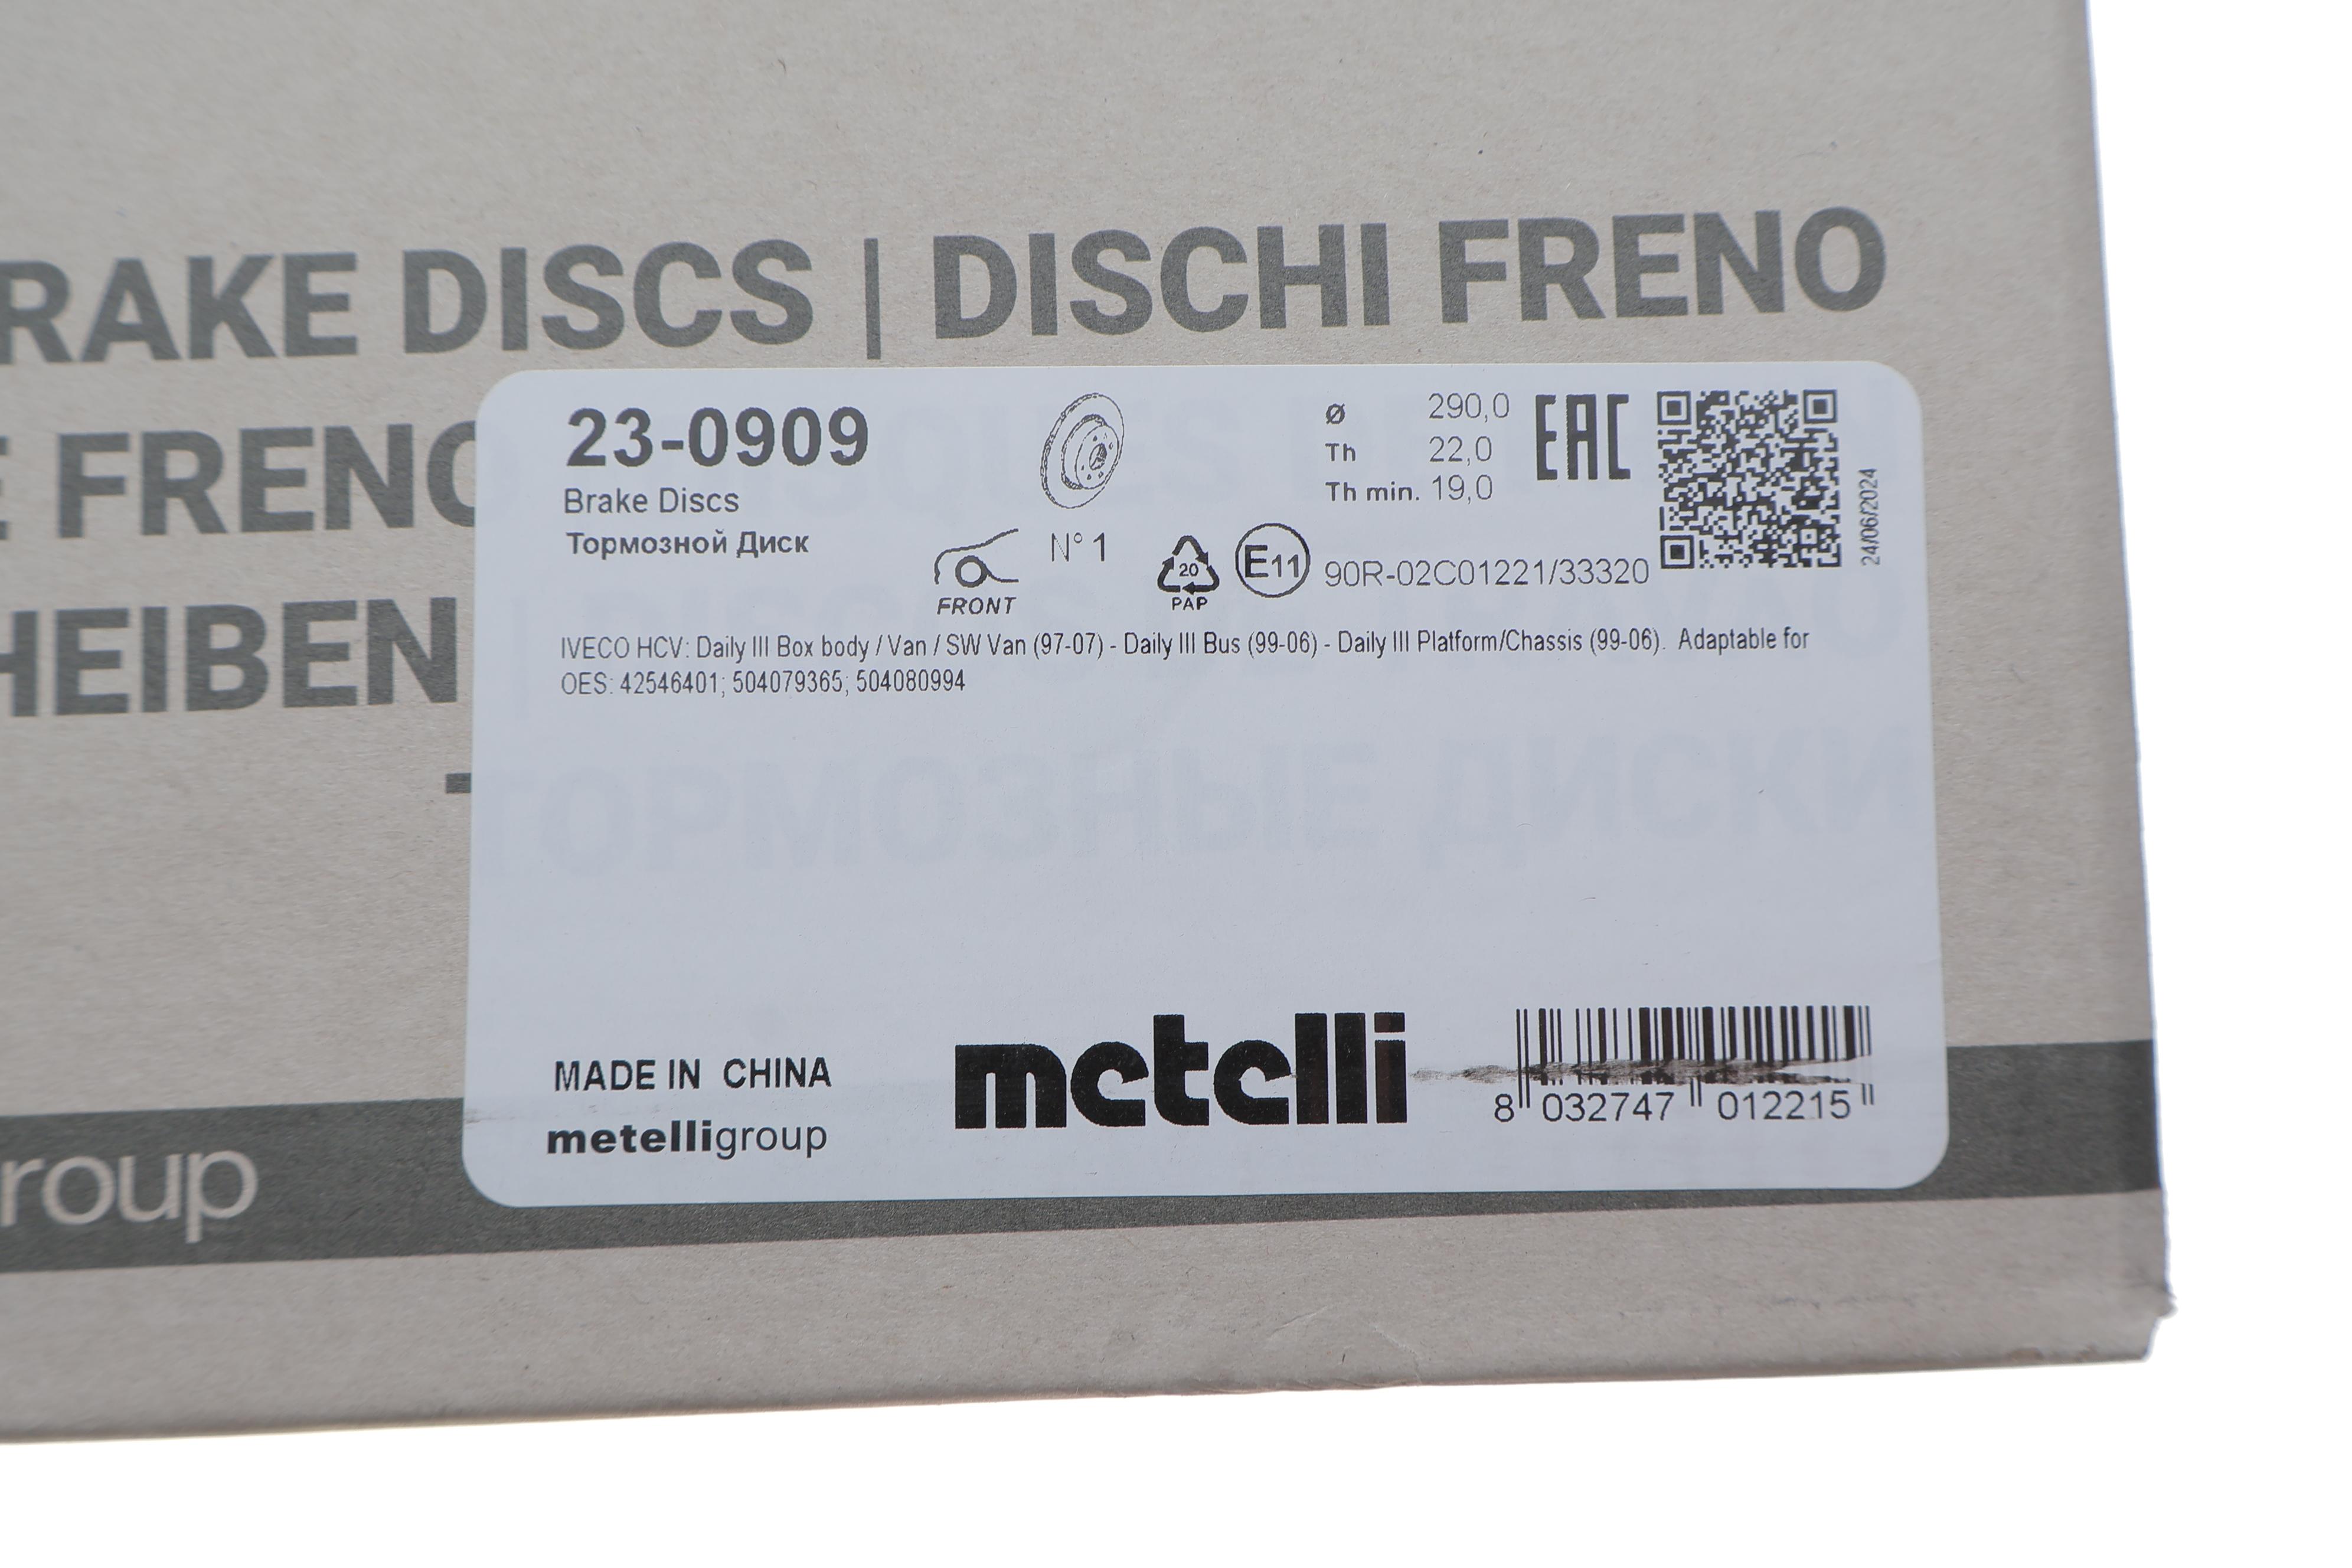 BRAKE DISCS | DISCHI FRENO
E FRENO
HEIBEN
23-0909
Brake Discs
Тормозной Диск
FRONT
N° 1
20
PAP
E11
90R-02C01221/33320
Ø 290,0
Th 22,0
Th min. 19,0
EAC
24/06/2024
IVECO HCV: Daily III Box body / Van / SW Van (97-07) - Daily III Bus (99-06) - Daily III Platform/Chassis (99-06). Adaptable for
OES: 42546401; 504079365; 504080994
ТОРМОЗНЫЕ ДИСКИ
MADE IN CHINA
metelligroup
metelli
8 032747 012215
roup